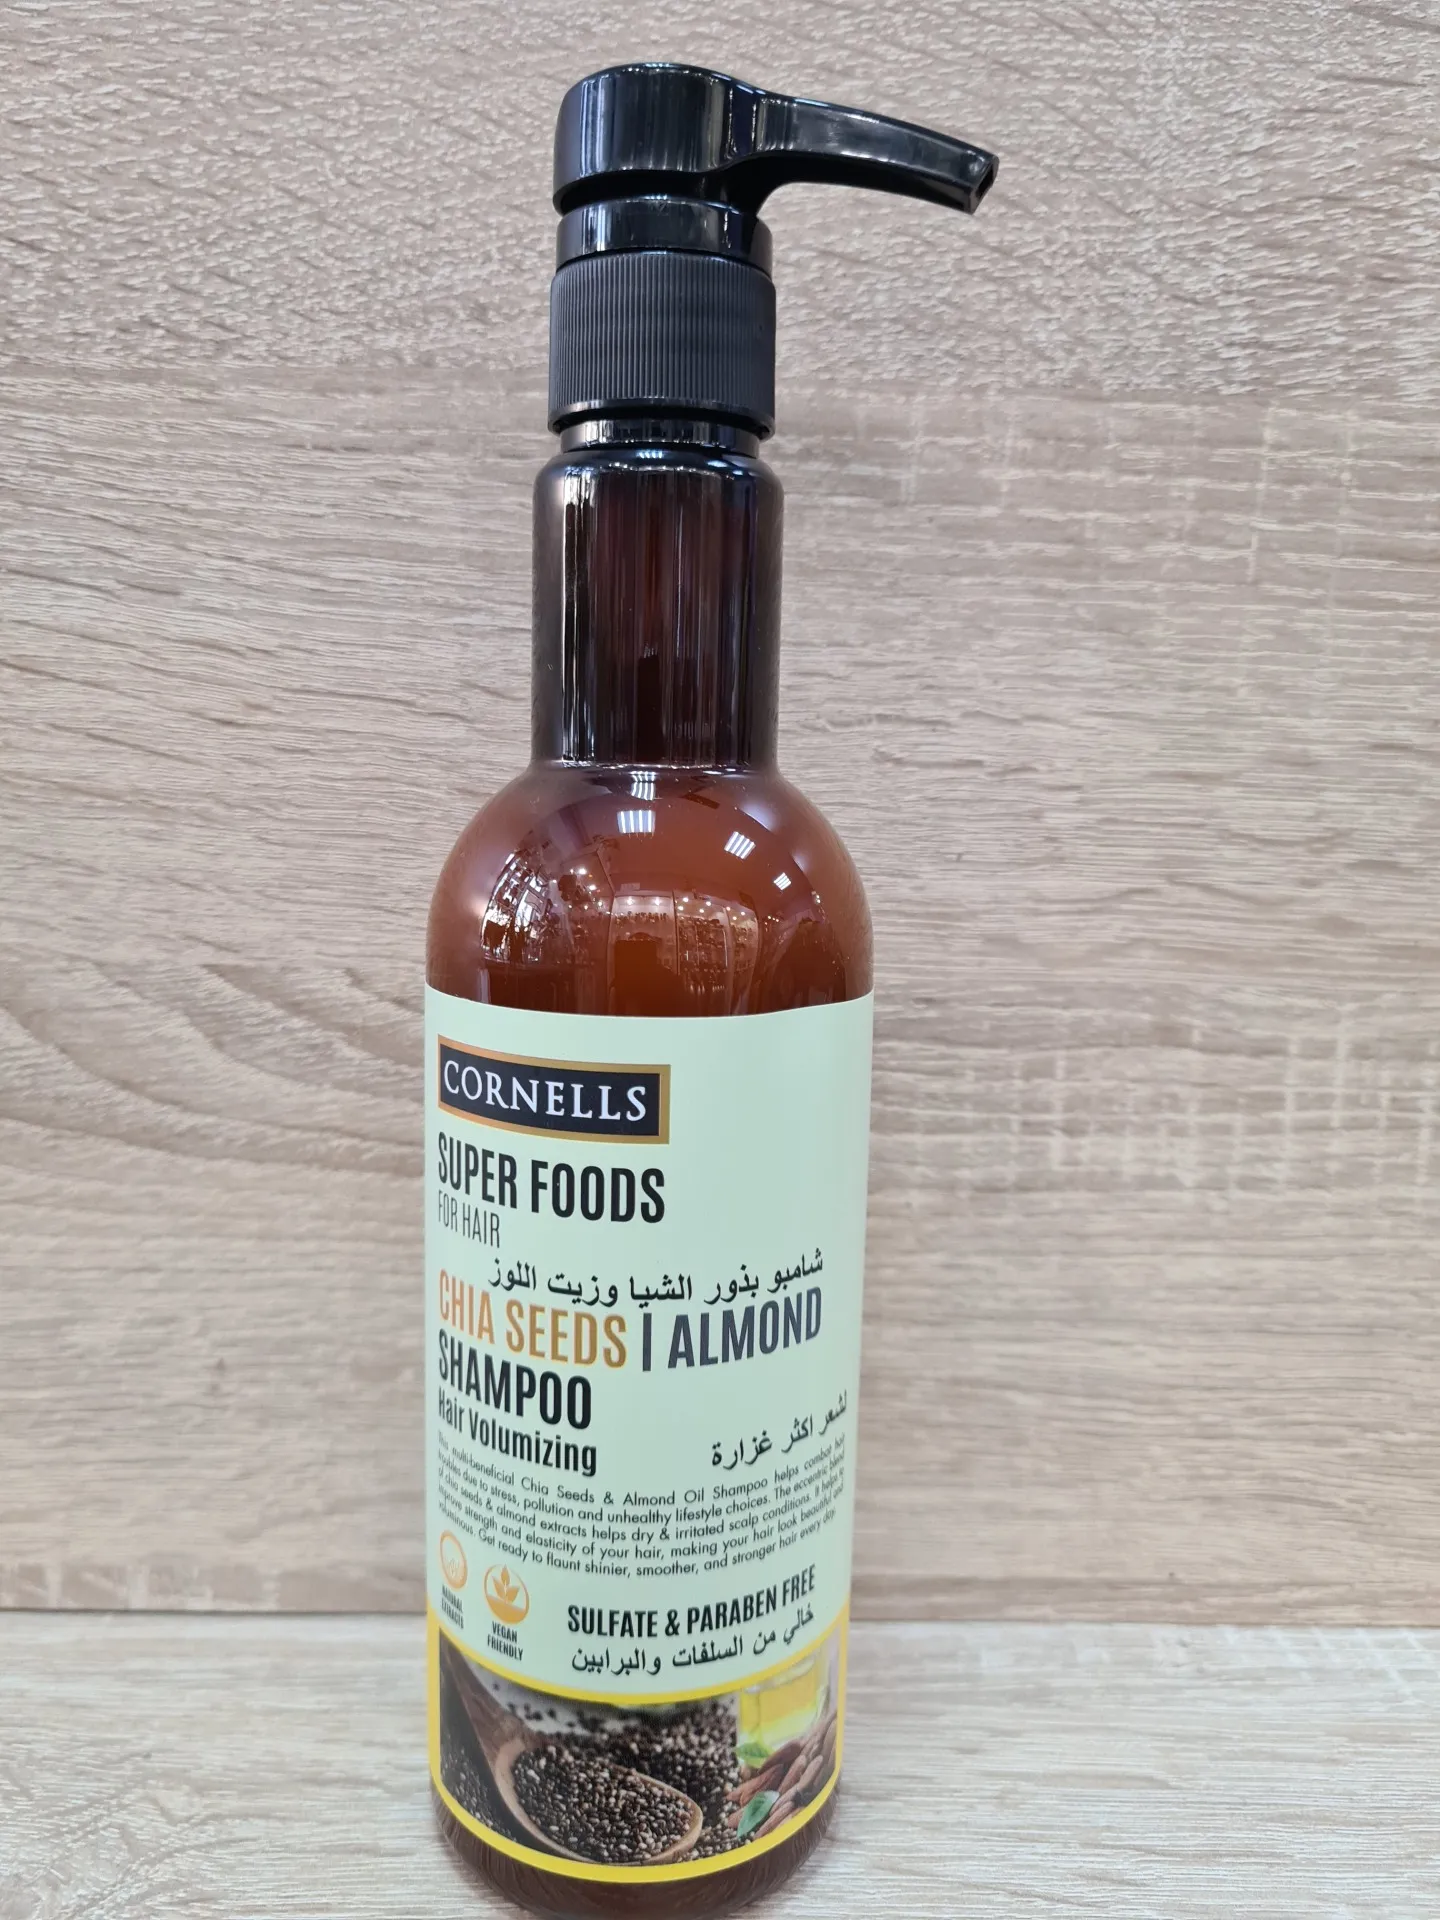 CORNELLS
SUPER FOODS
FOR HAIR
شامبو بذور الشيا وزيت اللوز
CHIA SEEDS | ALMOND
SHAMPOO
Hair Volumizing
لشعر اكثر غزارة
This multi-beneficial Chia Seeds & Almond Oil Shampoo helps combat hair
troubles due to stress, pollution and unhealthy lifestyle choices. The eccentric blend
of chia seeds & almond extracts helps dry & irritated scalp conditions. It helps to
improve strength and elasticity of your hair, making your hair look beautiful and
voluminous. Get ready to flaunt shinier, smoother, and stronger hair every day.
NATURAL
EXTRACTS
VEGAN
FRIENDLY
SULFATE & PARABEN FREE
خالي من السلفات والبرابين